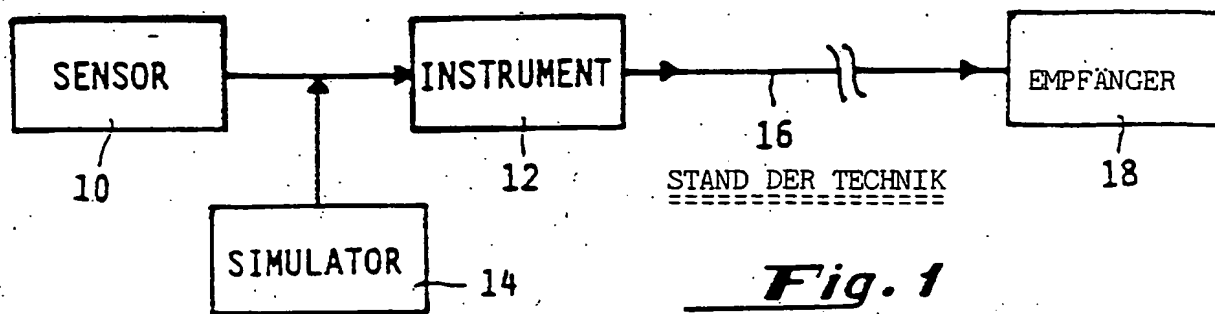 SENSOR
INSTRUMENT
EMPFÄNGER
10
12
16
18
STAND DER TECHNIK
SIMULATOR
14
Fig. 1